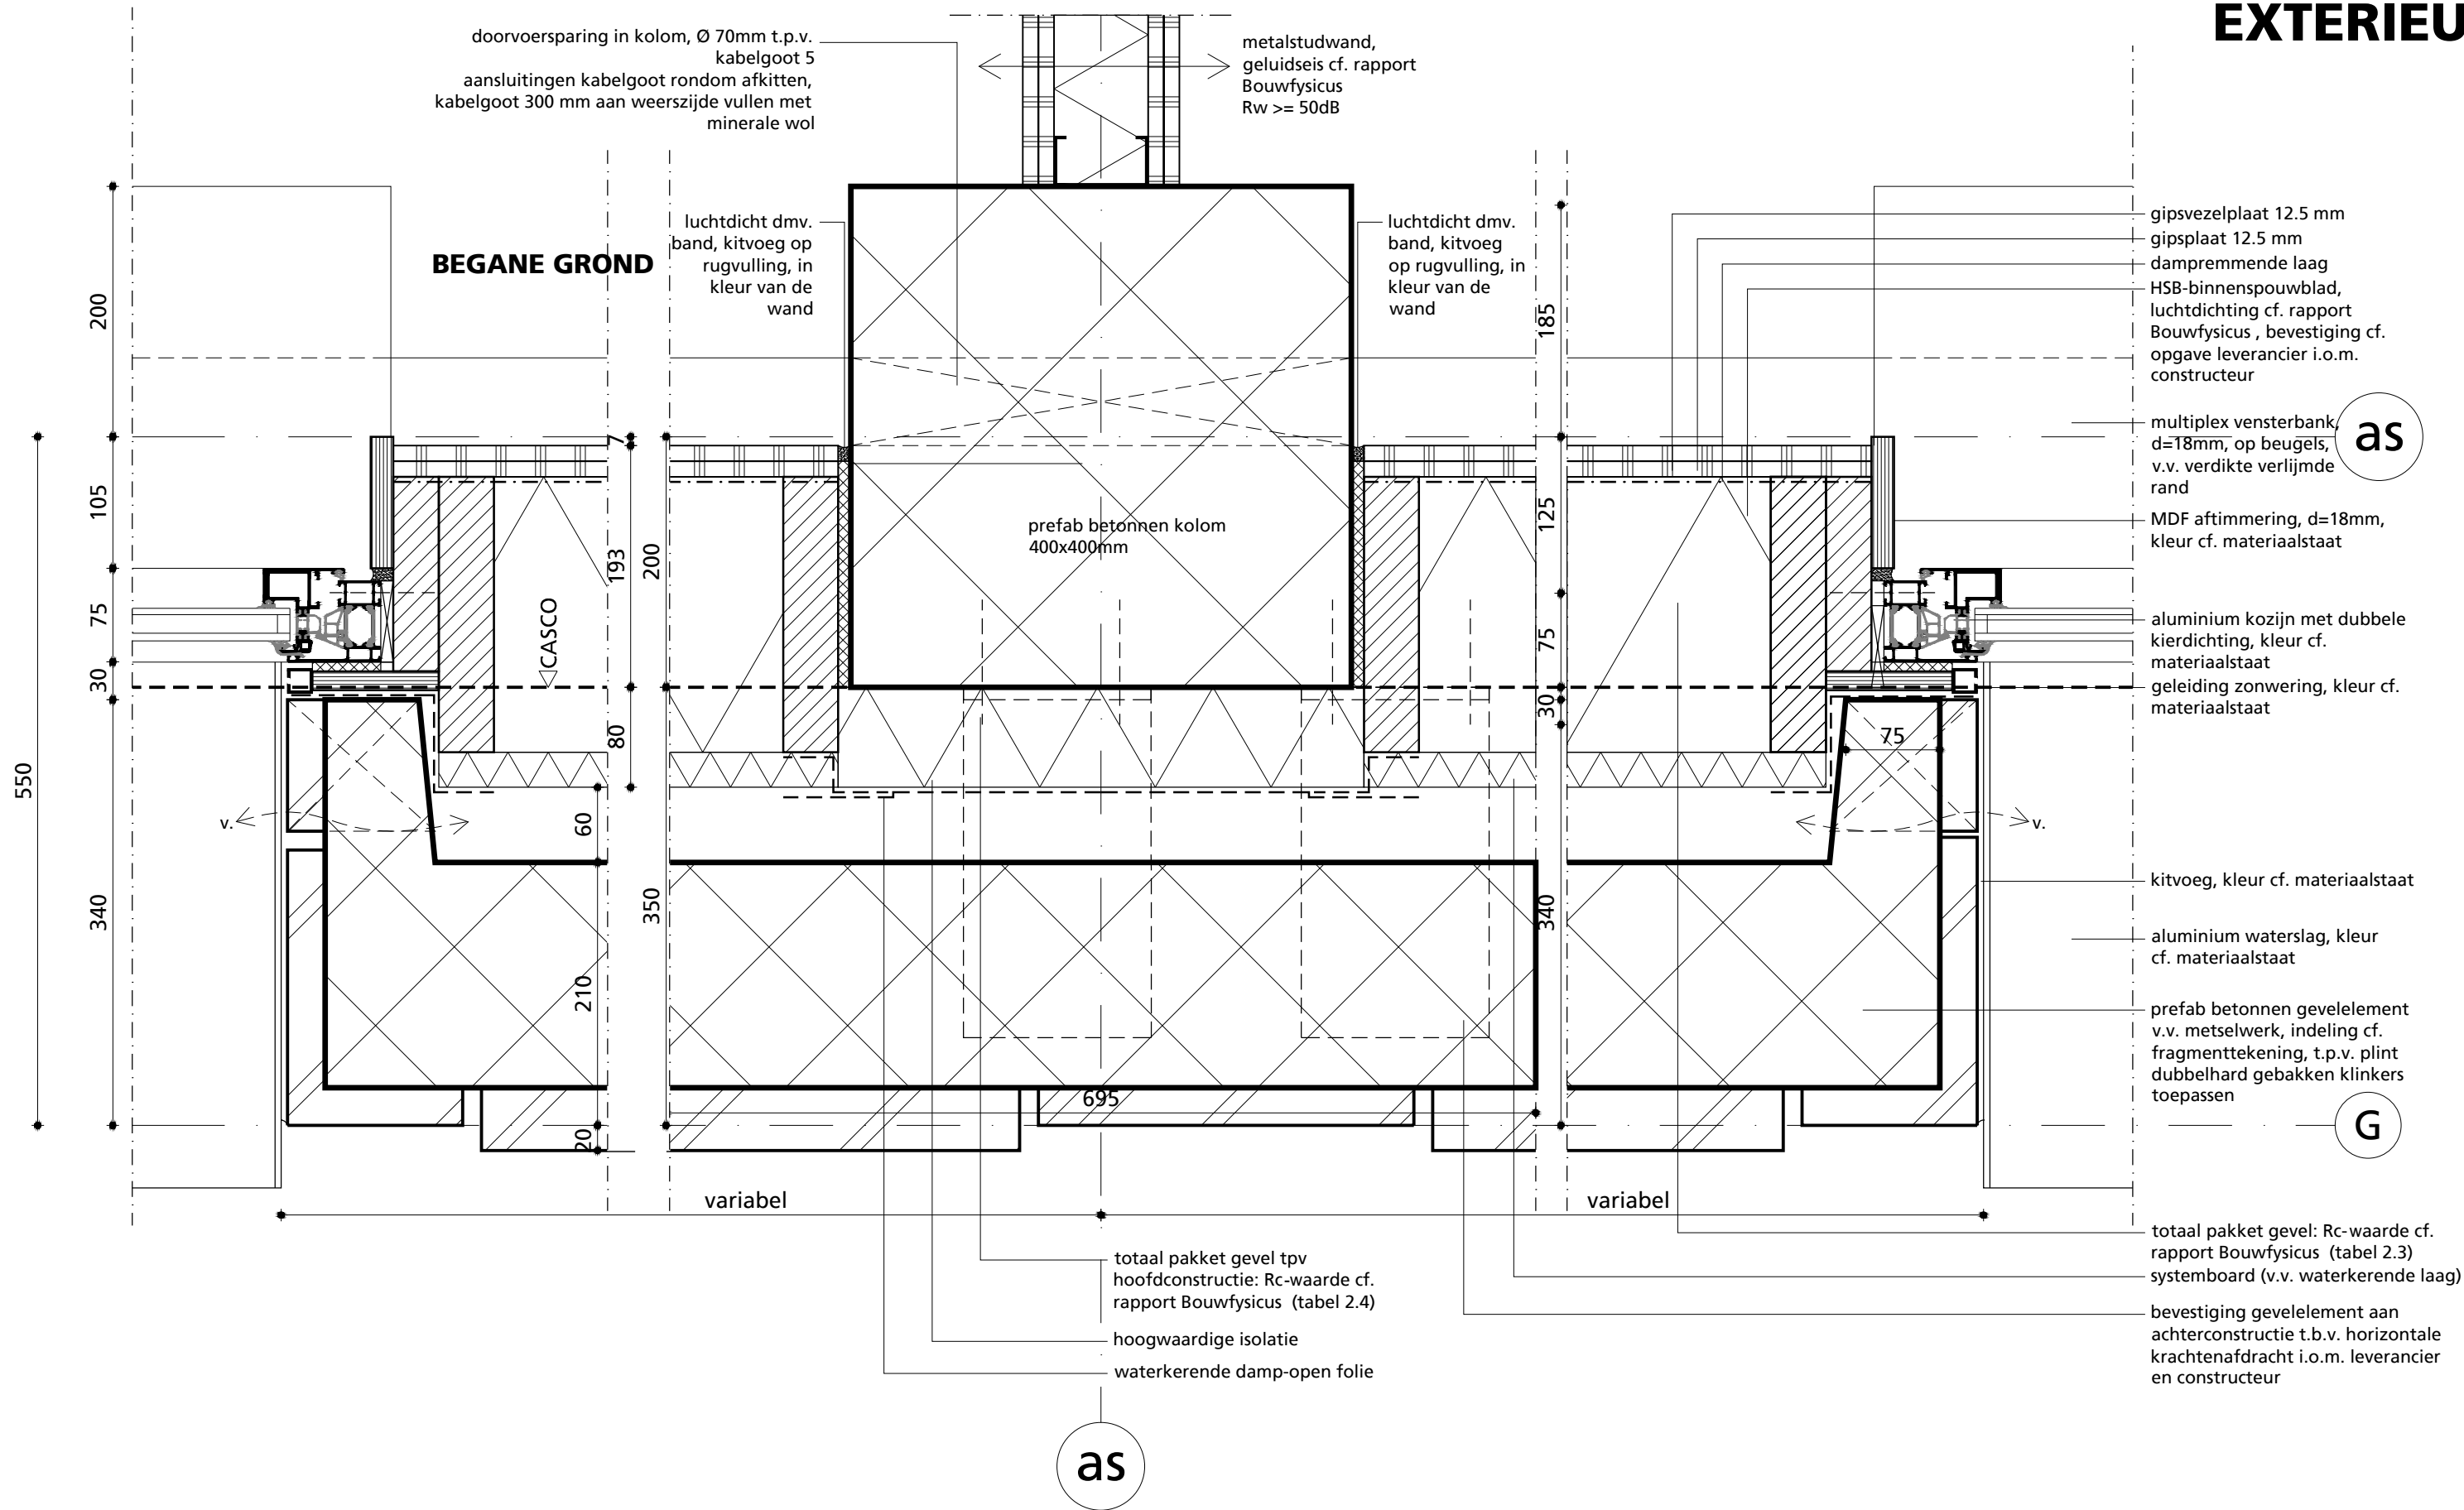 EXTERIEU
doorvoersparing in kolom, Ø 70mm t.p.v.
kabelgoot 5
aansluitingen kabelgoot rondom afkitten,
kabelgoot 300 mm aan weerszijde vullen met
minerale wol
metalstudwand,
geluidseis cf. rapport
Bouwfysicus
Rw >= 50dB
BEGANE GROND
luchtdicht dmv.
band, kitvoeg op
rugvulling, in
kleur van de
wand
luchtdicht dmv.
band, kitvoeg
op rugvulling, in
kleur van de
wand
gipsvezelplaat 12.5 mm
gipsplaat 12.5 mm
dampremmende laag
HSB-binnenspouwblad,
luchtdichting cf. rapport
Bouwfysicus , bevestiging cf.
opgave leverancier i.o.m.
constructeur
multiplex vensterbank,
d=18mm, op beugels,
v.v. verdikte verlijmde
rand
as
MDF aftimmering, d=18mm,
kleur cf. materiaalstaat
aluminium kozijn met dubbele
kierdichting, kleur cf.
materiaalstaat
geleiding zonwering, kleur cf.
materiaalstaat
kitvoeg, kleur cf. materiaalstaat
aluminium waterslag, kleur
cf. materiaalstaat
prefab betonnen gevelelement
v.v. metselwerk, indeling cf.
fragmenttekening, t.p.v. plint
dubbelhard gebakken klinkers
toepassen
G
totaal pakket gevel: Rc-waarde cf.
rapport Bouwfysicus (tabel 2.3)
systemboard (v.v. waterkerende laag)
bevestiging gevelelement aan
achterconstructie t.b.v. horizontale
krachtenafdracht i.o.m. leverancier
en constructeur
prefab betonnen kolom
400x400mm
CASCO
200
105
75
30
340
550
7
193
80
200
350
60
210
20
185
125
75
30
340
75
695
v.
v.
variabel
variabel
totaal pakket gevel tpv
hoofdconstructie: Rc-waarde cf.
rapport Bouwfysicus (tabel 2.4)
hoogwaardige isolatie
waterkerende damp-open folie
as